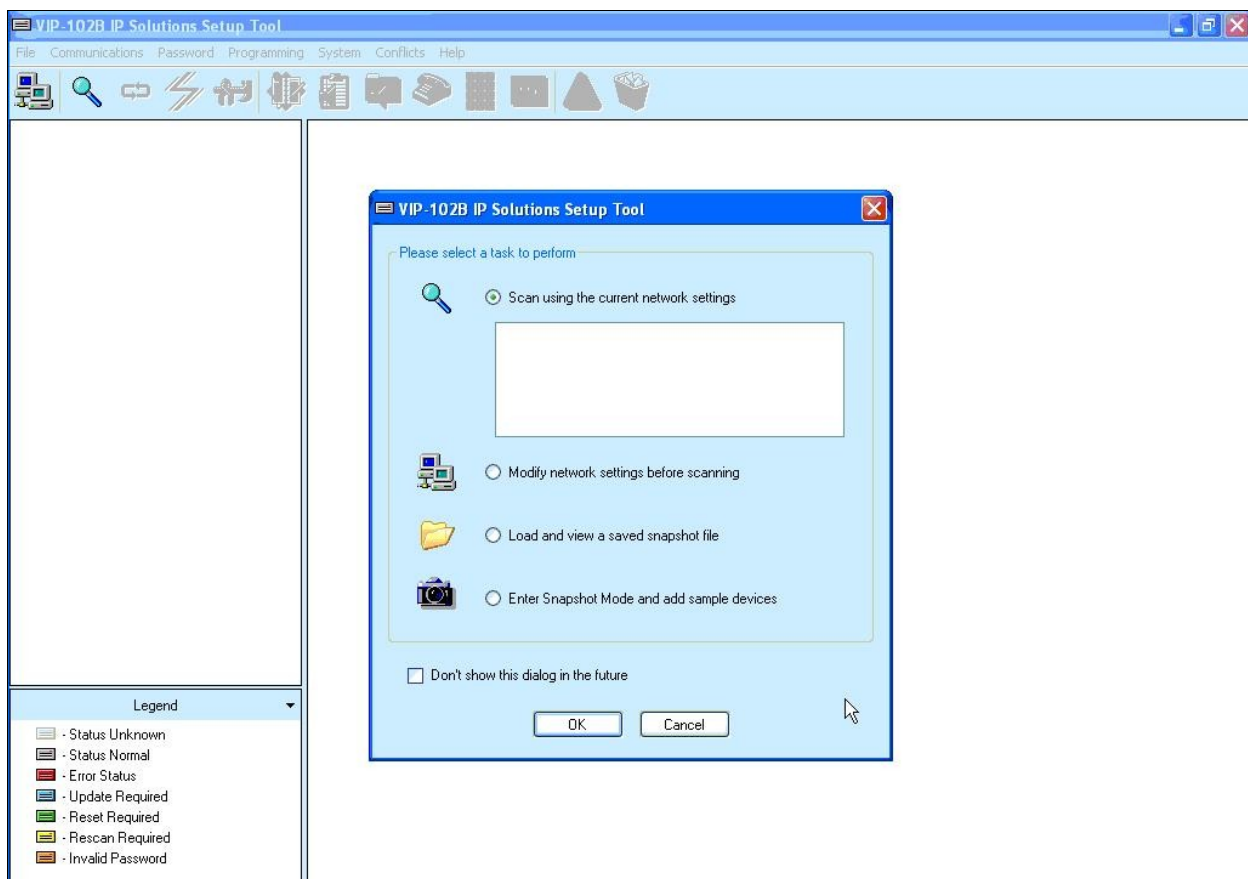 VIP-102B IP Solutions Setup Tool
File Communications Password Programming System Conflicts Help
VIP-102B IP Solutions Setup Tool
Please select a task to perform
Scan using the current network settings
Modify network settings before scanning
Load and view a saved snapshot file
Enter Snapshot Mode and add sample devices
Don't show this dialog in the future
OK Cancel
Legend
- Status Unknown
- Status Normal
- Error Status
- Update Required
- Reset Required
- Rescan Required
- Invalid Password